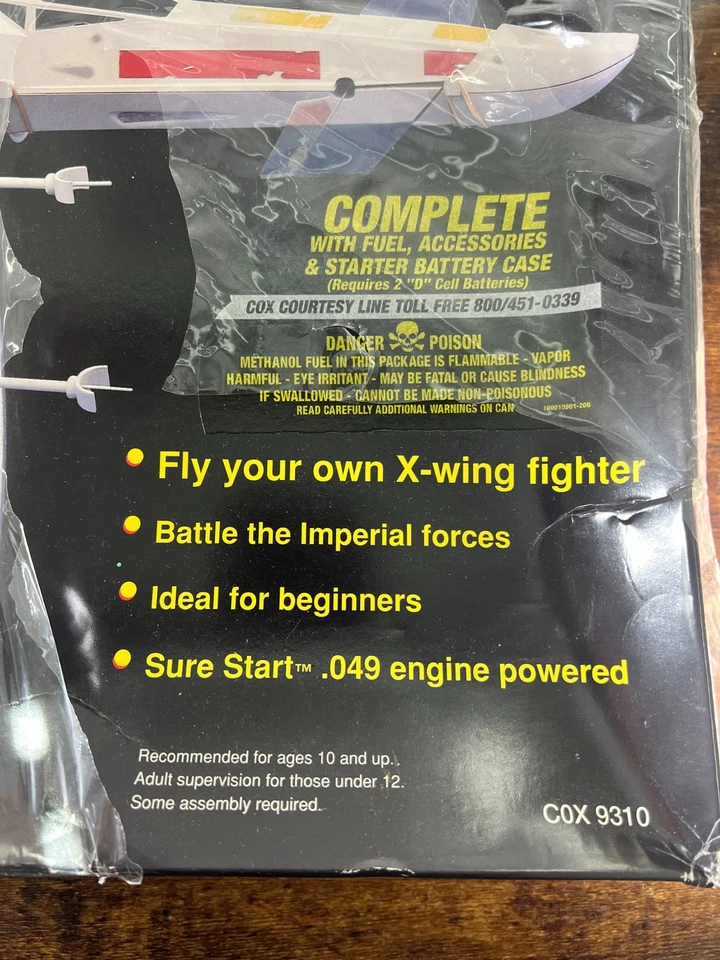 COMPLETE
WITH FUEL, ACCESSORIES
& STARTER BATTERY CASE
(Requires 2 "D" Cell Batteries)
COX COURTESY LINE TOLL FREE 800/451-0339
DANGER POISON
METHANOL FUEL IN THIS PACKAGE IS FLAMMABLE - VAPOR
HARMFUL - EYE IRRITANT - MAY BE FATAL OR CAUSE BLINDNESS
IF SWALLOWED - CANNOT BE MADE NON-POISONOUS
READ CAREFULLY ADDITIONAL WARNINGS ON CAN
Fly your own X-wing fighter
Battle the Imperial forces
Ideal for beginners
Sure Start™ .049 engine powered
Recommended for ages 10 and up.
Adult supervision for those under 12.
Some assembly required.
COX 9310